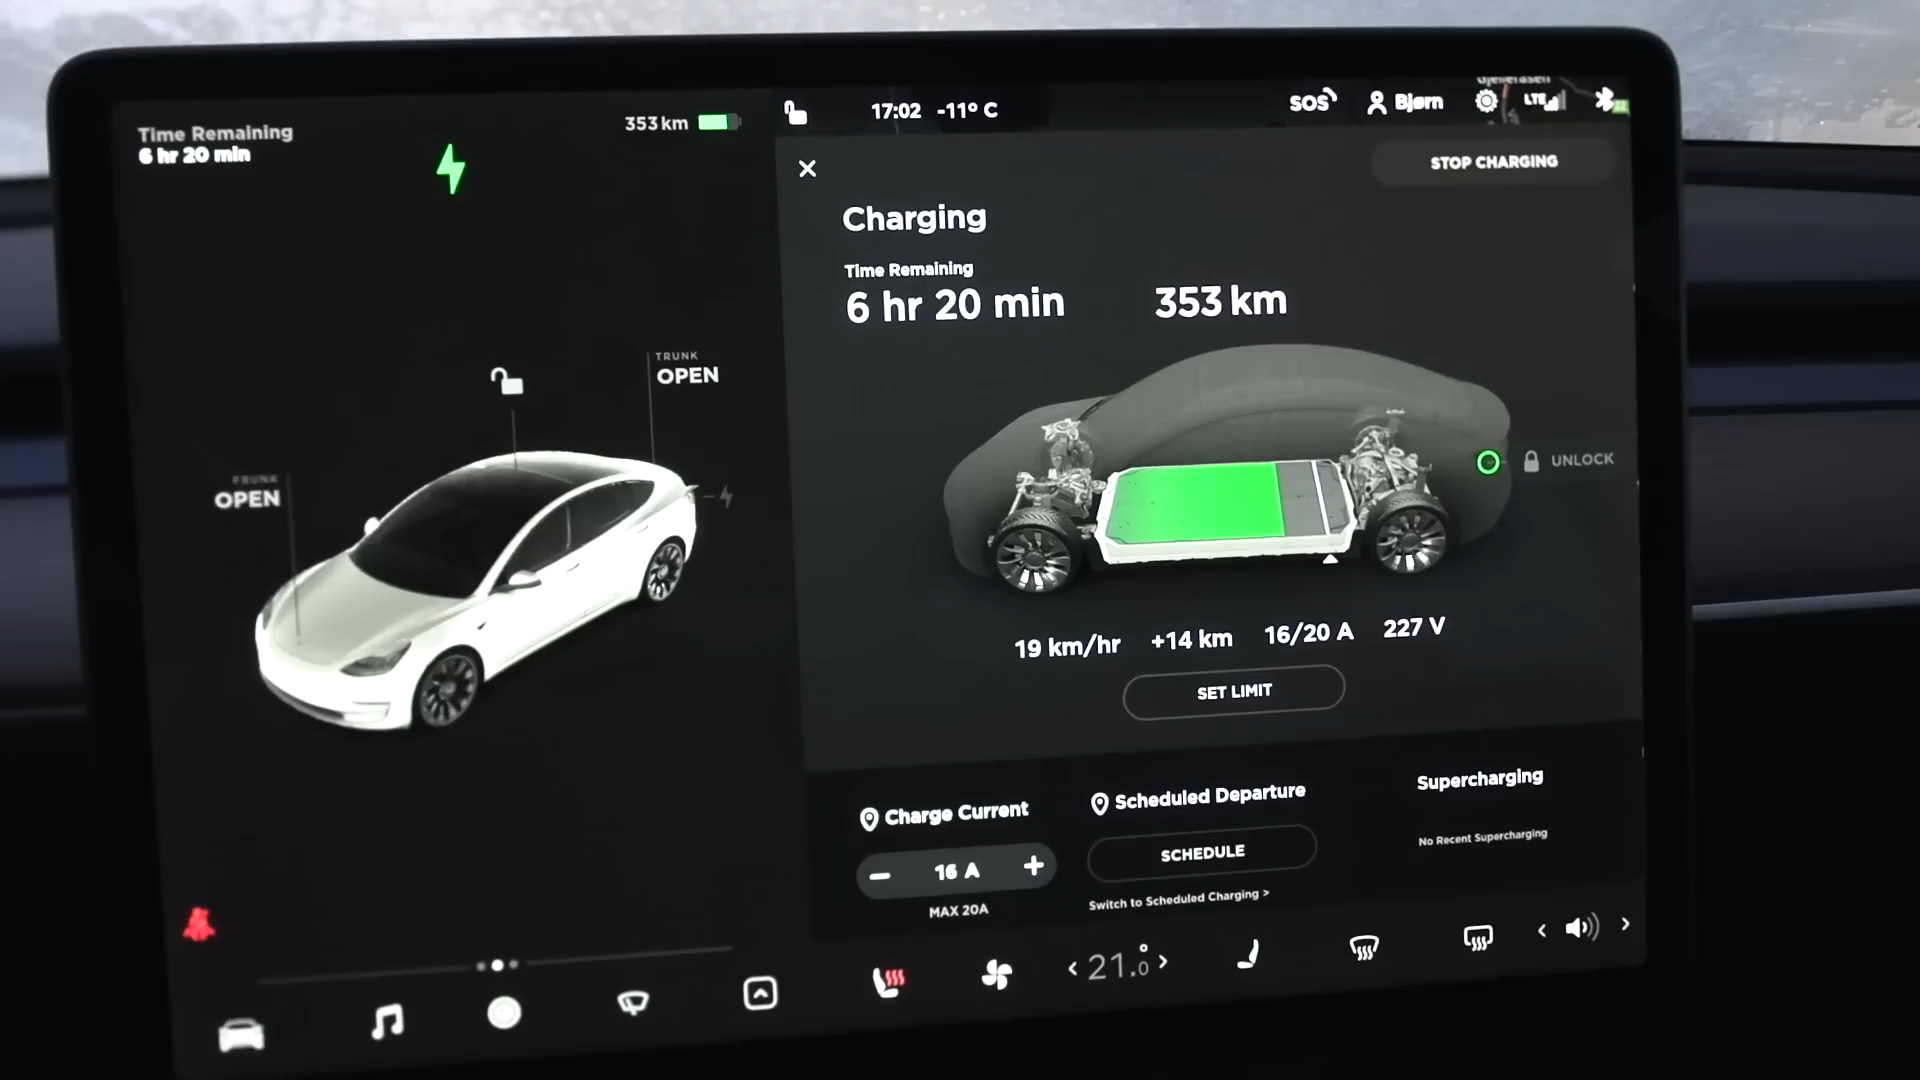 Time Remaining
6 hr 20 min
353 km
17:02 -11° C
SOS
Bjørn
Gjelleråsen
LTE
STOP CHARGING
Charging
Time Remaining
6 hr 20 min
353 km
TRUNK
OPEN
FRUNK
OPEN
UNLOCK
19 km/hr +14 km 16/20 A 227 V
SET LIMIT
Charge Current
16 A
MAX 20A
Scheduled Departure
SCHEDULE
Switch to Scheduled Charging >
Supercharging
No Recent Supercharging
21.0°